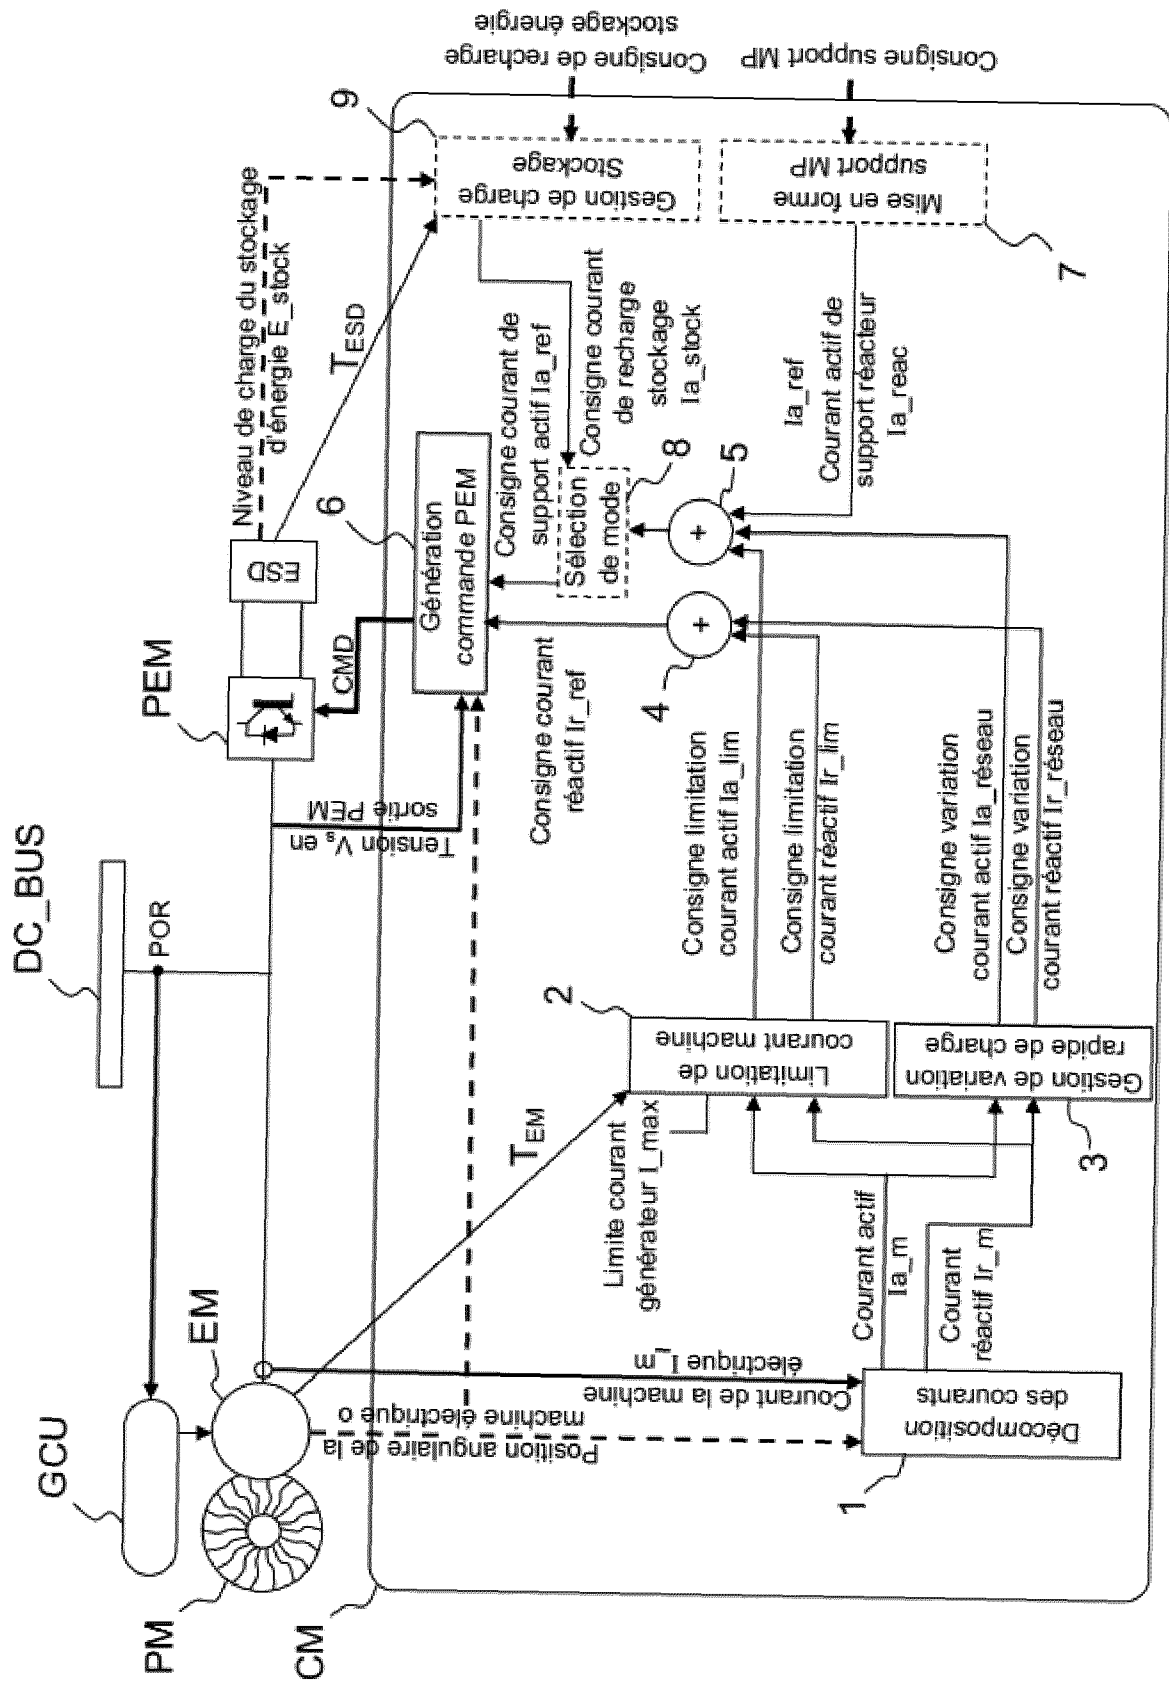 DC_BUS
POR
GCU
EM
PM
CM
PEM
ESD
CMD
T_EM
T_ESD
Niveau de charge du stockage
d'énergie E_stock
Consigne de recharge
stockage énergie
Consigne support MP
9
Gestion de charge
Stockage
Mise en forme
support MP
7
6
Génération
commande PEM
Tension V_s en
sortie PEM
Consigne courant de
support actif Ia_ref
Consigne courant
de recharge
stockage
Ia_stock
Sélection
de mode
8
Consigne courant
réactif Ir_ref
+
4
+
5
Ia_ref
Courant actif de
support réacteur
Ia_reac
Consigne limitation
courant actif Ia_lim
Consigne limitation
courant réactif Ir_lim
Consigne variation
courant actif Ia_réseau
Consigne variation
courant réactif Ir_réseau
2
Limitation de
courant machine
Gestion de variation
rapide de charge
3
Limite courant
générateur I_max
Courant actif
Ia_m
Courant
réactif Ir_m
Courant de la machine
électrique I_m
Position angulaire de la
machine électrique o
Décomposition
des courants
1